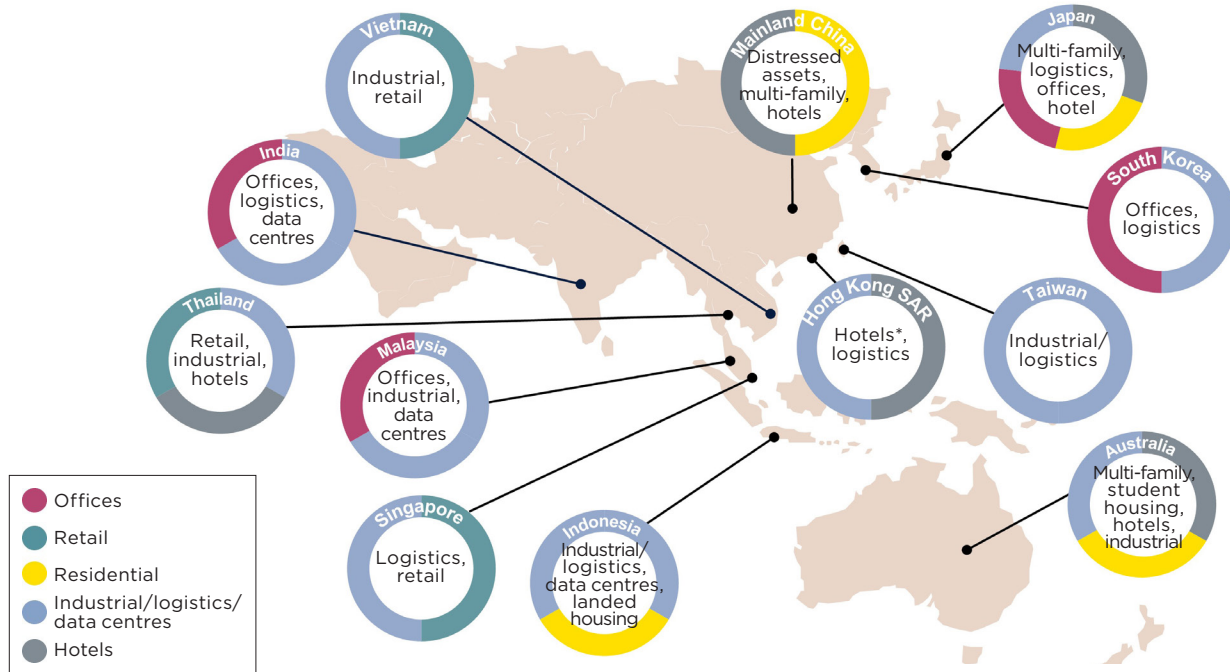 Vietnam
Industrial,
retail
Mainland China
Distressed
assets,
multi-family,
hotels
Japan
Multi-family,
logistics,
offices,
hotel
India
Offices,
logistics,
data
centres
South Korea
Offices,
logistics
Thailand
Retail,
industrial,
hotels
Malaysia
Offices,
industrial,
data
centres
Hong Kong SAR
Hotels*,
logistics
Taiwan
Industrial/
logistics
Singapore
Logistics,
retail
Indonesia
Industrial/
logistics,
data centres,
landed
housing
Australia
Multi-family,
student
housing,
hotels,
industrial
Offices
Retail
Residential
Industrial/logistics/
data centres
Hotels